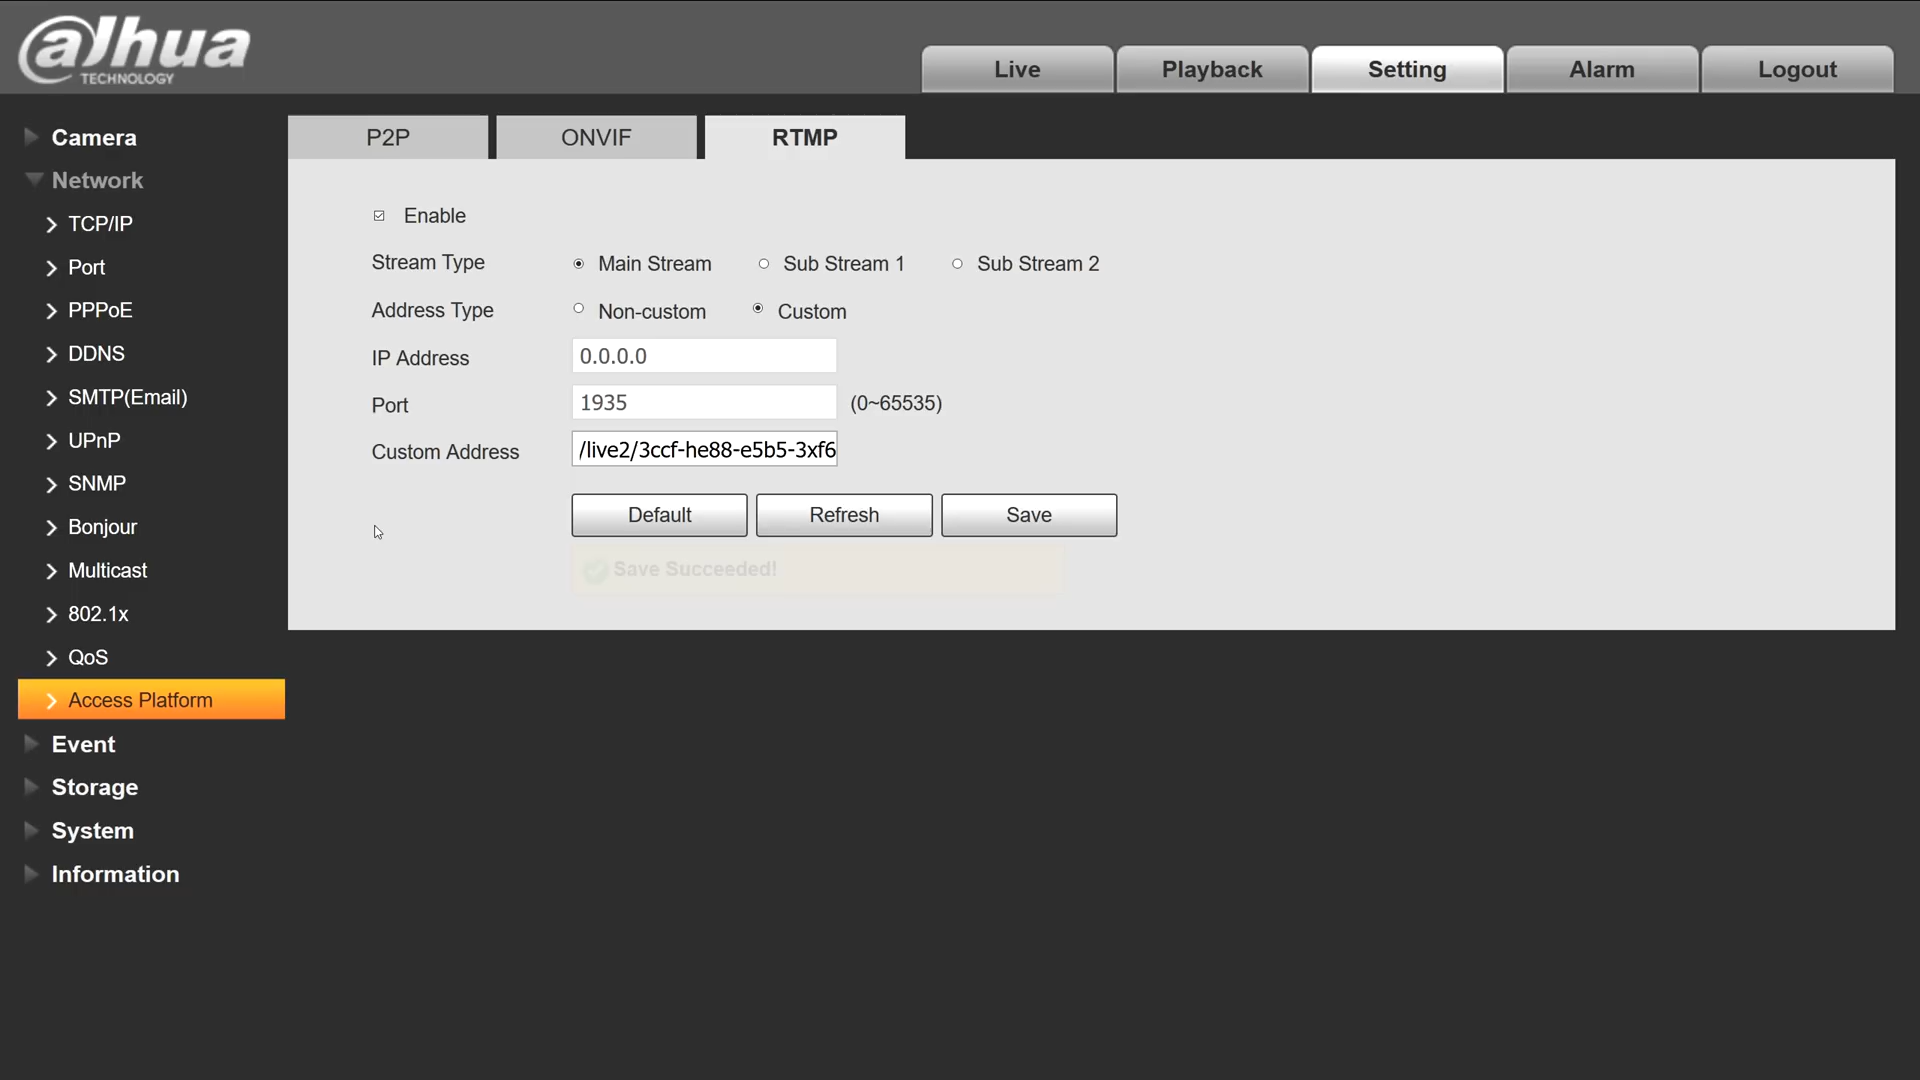 alhua
TECHNOLOGY
Live
Playback
Setting
Alarm
Logout
Camera
Network
TCP/IP
Port
PPPoE
DDNS
SMTP(Email)
UPnP
SNMP
Bonjour
Multicast
802.1x
QoS
Access Platform
Event
Storage
System
Information
P2P
ONVIF
RTMP
Enable
Stream Type
Main Stream
Sub Stream 1
Sub Stream 2
Address Type
Non-custom
Custom
IP Address
0.0.0.0
Port
1935
(0~65535)
Custom Address
/live2/3ccf-he88-e5b5-3xf6
Default
Refresh
Save
Save Succeeded!